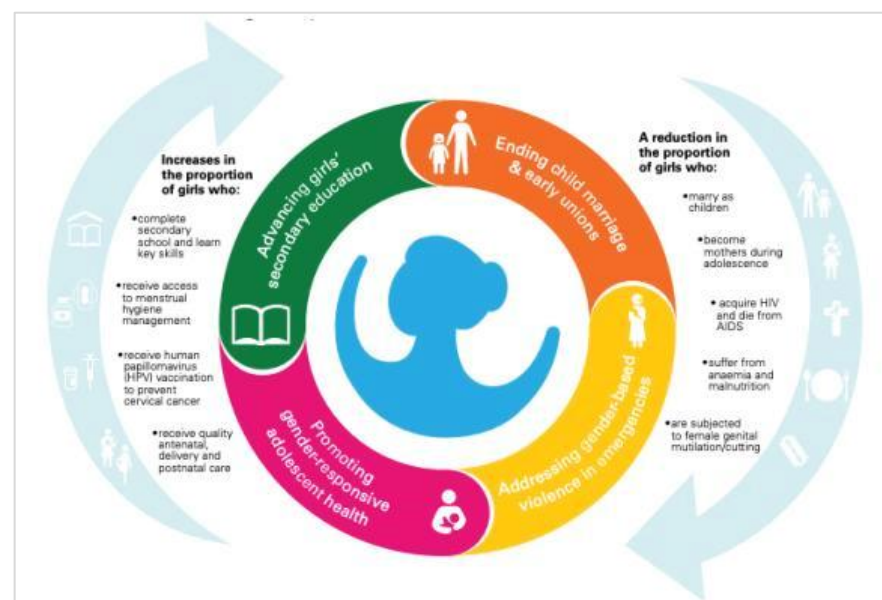 Increases in
the proportion
of girls who:
•complete
secondary
school and learn
key skills
•receive access
to menstrual
hygiene
management
•receive human
papillomavirus
(HPV) vaccination
to prevent
cervical cancer
•receive quality
antenatal,
delivery and
postnatal care
Advancing girls'
secondary education
Ending child marriage
& early unions
Promoting
gender-responsive
adolescent health
Addressing gender-based
violence in emergencies
A reduction in
the proportion
of girls who:
•marry as
children
•become
mothers during
adolescence
•acquire HIV
and die from
AIDS
•suffer from
anaemia and
malnutrition
•are subjected
to female genital
mutilation/cutting